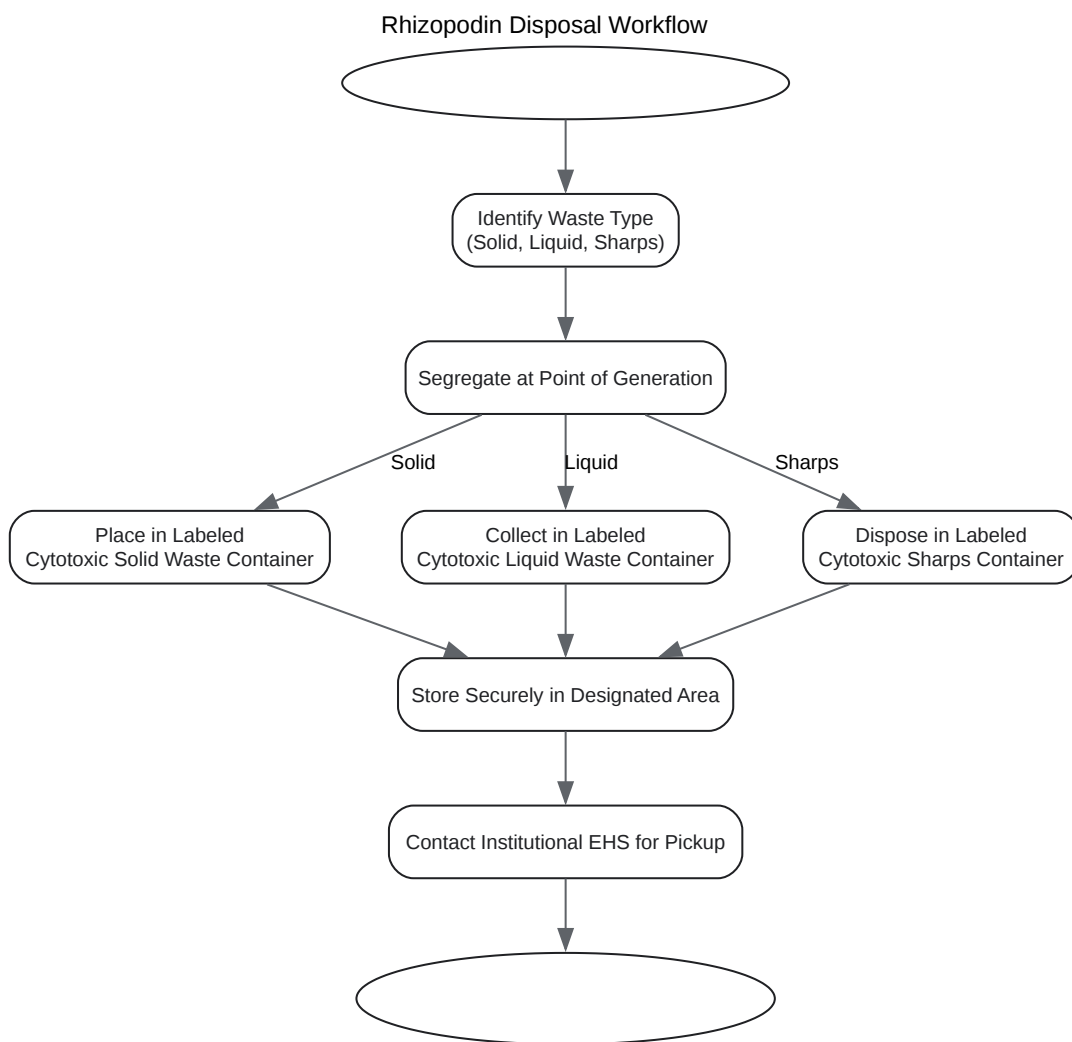 Rhizopodin Disposal Workflow
Identify Waste Type
(Solid, Liquid, Sharps)
Segregate at Point of Generation
Solid
Liquid
Sharps
Place in Labeled
Cytotoxic Solid Waste Container
Collect in Labeled
Cytotoxic Liquid Waste Container
Dispose in Labeled
Cytotoxic Sharps Container
Store Securely in Designated Area
Contact Institutional EHS for Pickup